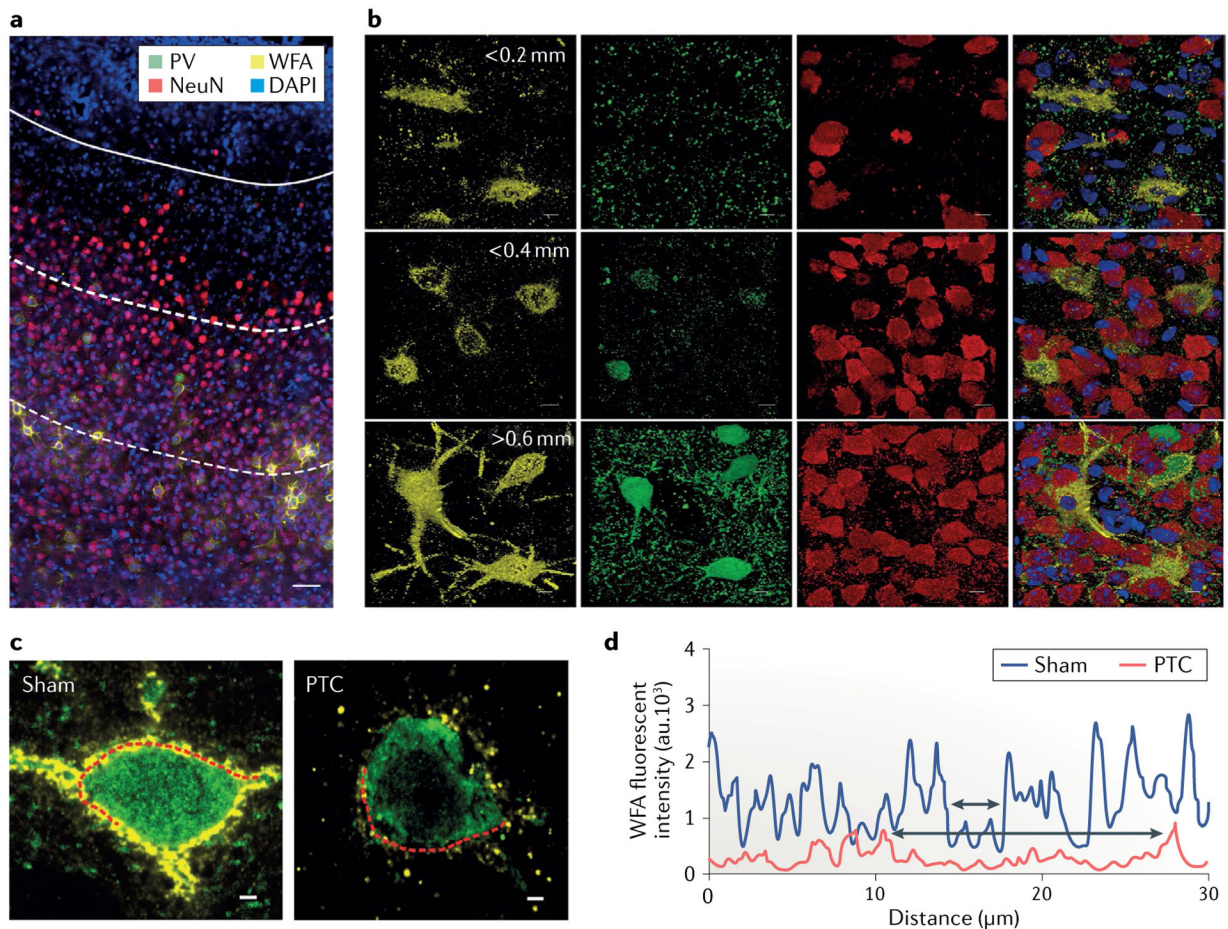 a
PV
WFA
NeuN
DAPI
b
<0.2 mm
<0.4 mm
>0.6 mm
c
Sham
PTC
d
Sham
PTC
WFA fluorescent
intensity (au.10³)
4
3
2
1
0
0
10
20
30
Distance (µm)